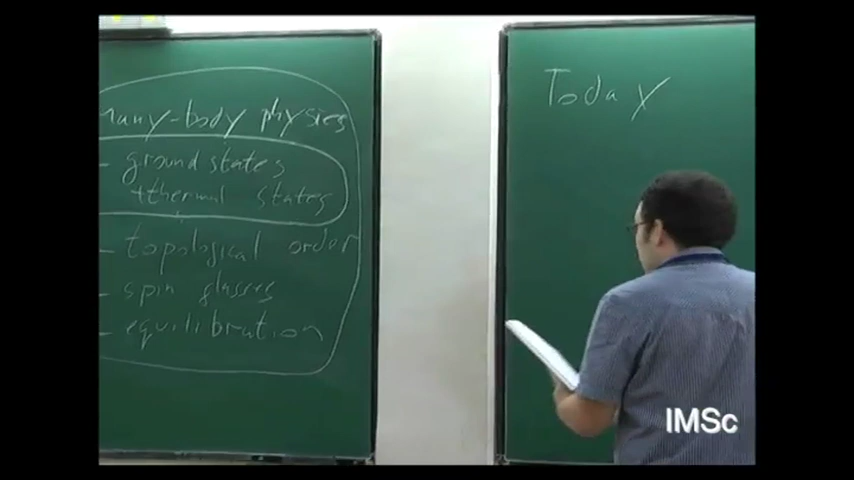 many-body physics
- ground states
+thermal states
- topological order
- spin glasses
- equilibration
Today
IMSc